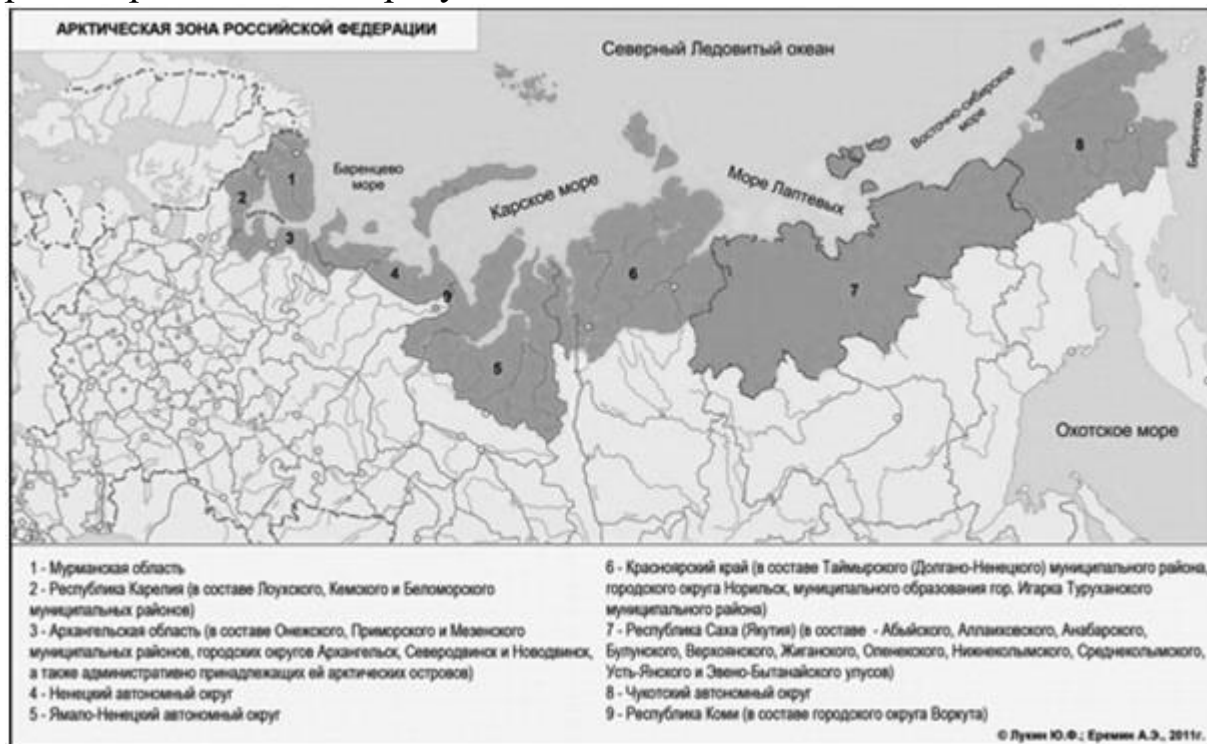 АРКТИЧЕСКАЯ ЗОНА РОССИЙСКОЙ ФЕДЕРАЦИИ
Северный Ледовитый океан
Чукотское море
Восточно-сибирское
море
Берингово море
Баренцево
море
Карское море
Море Лаптевых
Охотское море
1
2
3
4
9
5
6
7
8
1 - Мурманская область
2 - Республика Карелия (в составе Лоухского, Кемского и Беломорского
муниципальных районов)
3 - Архангельская область (в составе Онежского, Приморского и Мезенского
муниципальных районов, городских округов Архангельск, Северодвинск и Новодвинск,
а также административно принадлежащих ей арктических островов)
4 - Ненецкий автономный округ
5 - Ямало-Ненецкий автономный округ
6 - Красноярский край (в составе Таймырского (Долгано-Ненецкого) муниципального района,
городского округа Норильск, муниципального образования гор. Игарка Туруханского
муниципального района)
7 - Республика Саха (Якутия) (в составе - Абыйского, Аллаиховского, Анабарского,
Булунского, Верхоянского, Жиганского, Оленекского, Нижнеколымского, Среднеколымского,
Усть-Янского и Эвено-Бытанайского улусов)
8 - Чукотский автономный округ
9 - Республика Коми (в составе городского округа Воркута)
© Лукин Ю.Ф.; Еремин А.Э., 2011г.